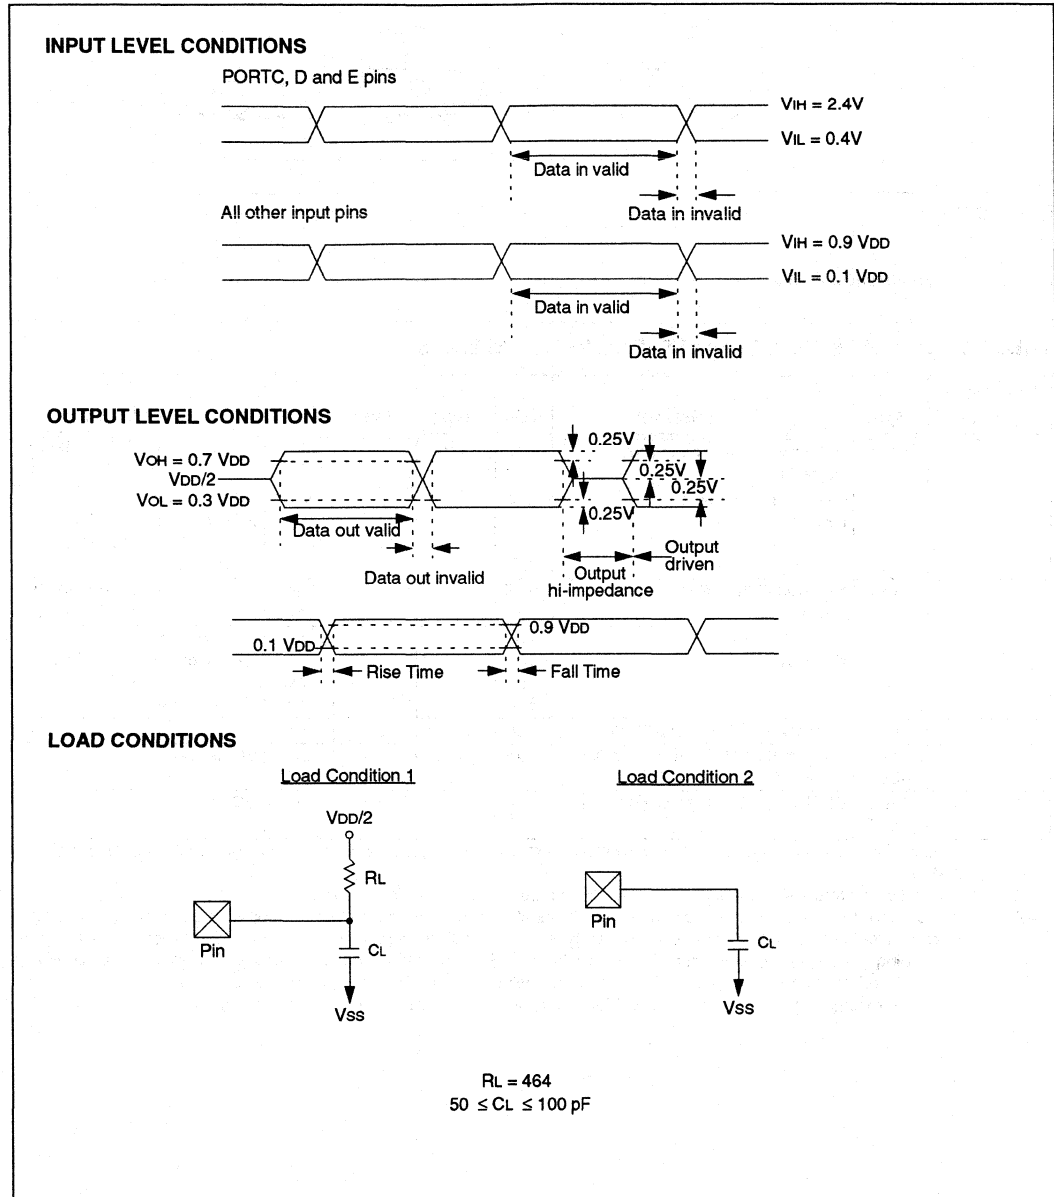 INPUT LEVEL CONDITIONS
PORTC, D and E pins
VIH = 2.4V
VIL = 0.4V
Data in valid
Data in invalid
All other input pins
VIH = 0.9 VDD
VIL = 0.1 VDD
Data in valid
Data in invalid
OUTPUT LEVEL CONDITIONS
VOH = 0.7 VDD
VDD/2
VOL = 0.3 VDD
0.25V
0.25V
0.25V
0.25V
Data out valid
Data out invalid
Output
hi-impedance
Output
driven
0.9 VDD
0.1 VDD
Rise Time
Fall Time
LOAD CONDITIONS
Load Condition 1
VDD/2
RL
Pin
CL
VSS
Load Condition 2
Pin
CL
VSS
RL = 464
50 ≤ CL ≤ 100 pF